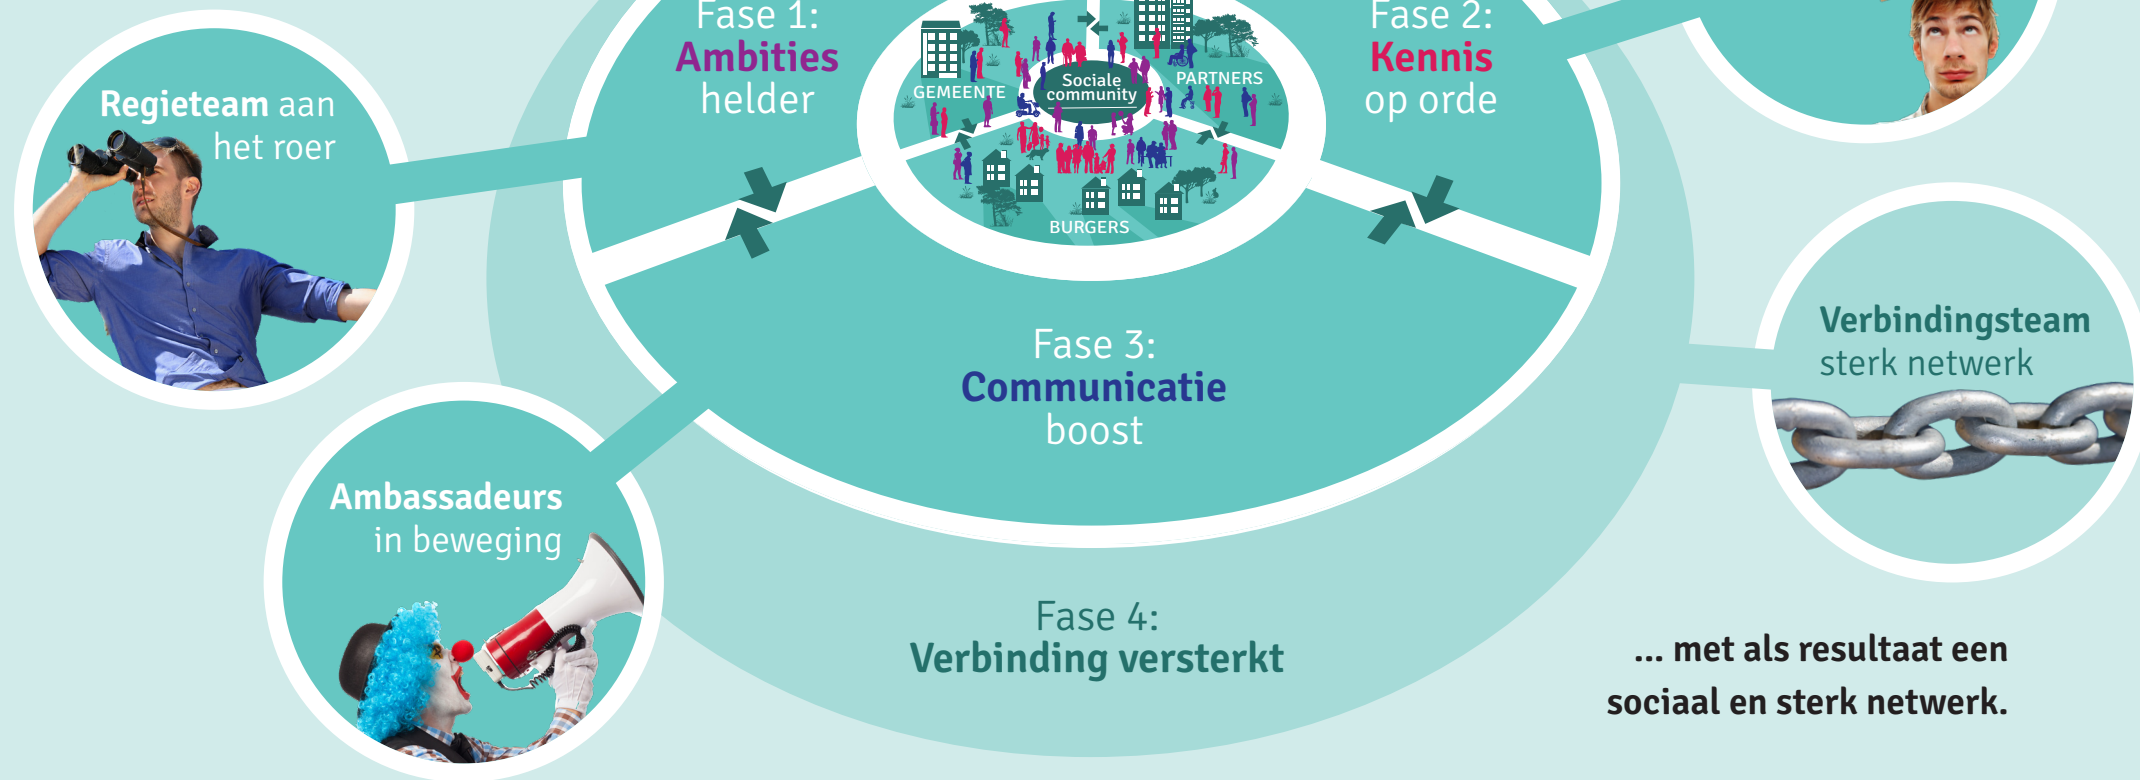 Fase 1:
Ambities
helder
Fase 2:
Kennis
op orde
GEMEENTE
Sociale
community
PARTNERS
BURGERS
Regieteam aan
het roer
Fase 3:
Communicatie
boost
Verbindingsteam
sterk netwerk
Ambassadeurs
in beweging
Fase 4:
Verbinding versterkt
... met als resultaat een
sociaal en sterk netwerk.